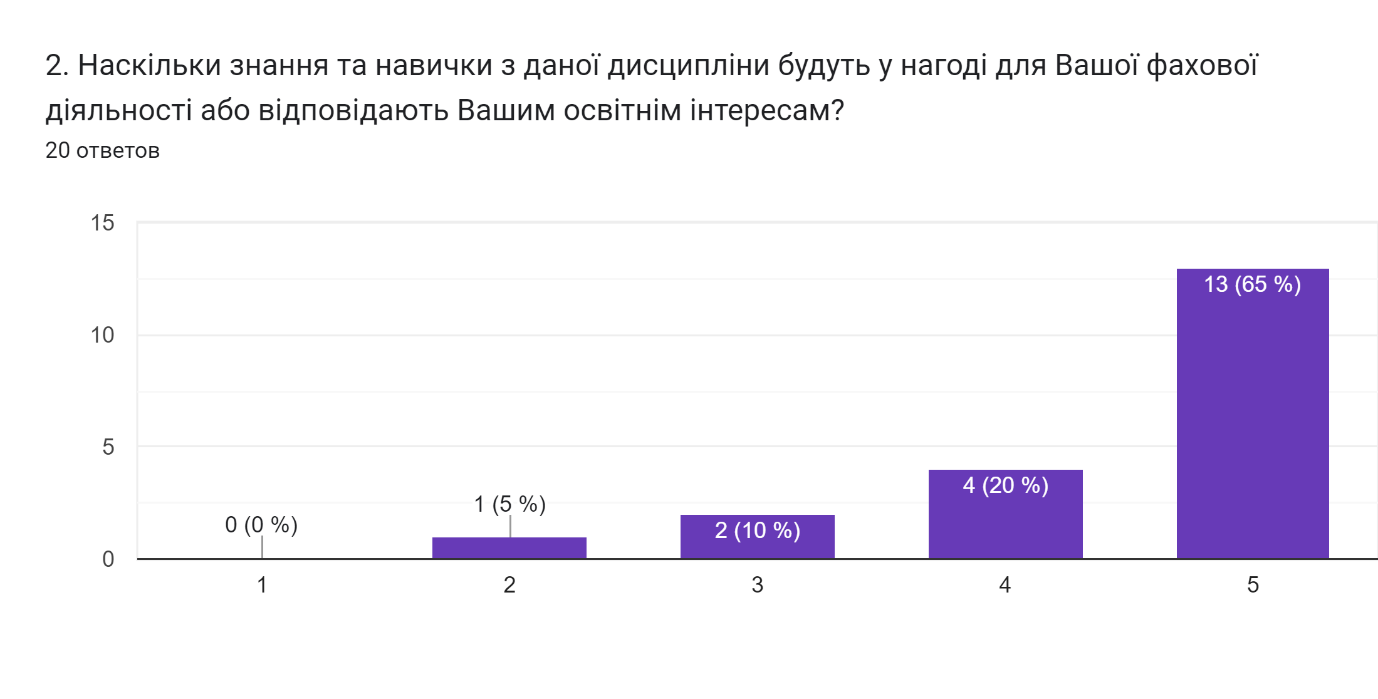 2. Наскільки знання та навички з даної дисципліни будуть у нагоді для Вашої фахової
діяльності або відповідають Вашим освітнім інтересам?
20 ответов
15
10
5
0
0 (0 %)
1 (5 %)
2 (10 %)
4 (20 %)
13 (65 %)
1
2
3
4
5